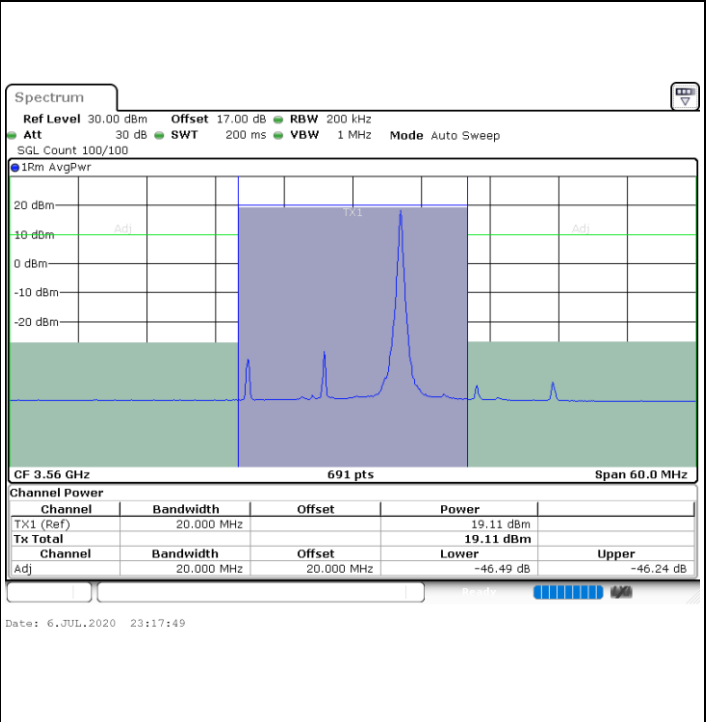 Spectrum
Ref Level 30.00 dBm Offset 17.00 dB RBW 200 kHz
Att 30 dB SWT 200 ms VBW 1 MHz Mode Auto Sweep
SGL Count 100/100
1Rm AvgPwr
TX1
20 dBm
Adj Adj
10 dBm
0 dBm
-10 dBm
-20 dBm
CF 3.56 GHz 691 pts Span 60.0 MHz
Channel Power
Channel Bandwidth Offset Power
TX1 (Ref) 20.000 MHz 19.11 dBm
Tx Total 19.11 dBm
Channel Bandwidth Offset Lower Upper
Adj 20.000 MHz 20.000 MHz -46.49 dB -46.24 dB
Ready
Date: 6.JUL.2020 23:17:49